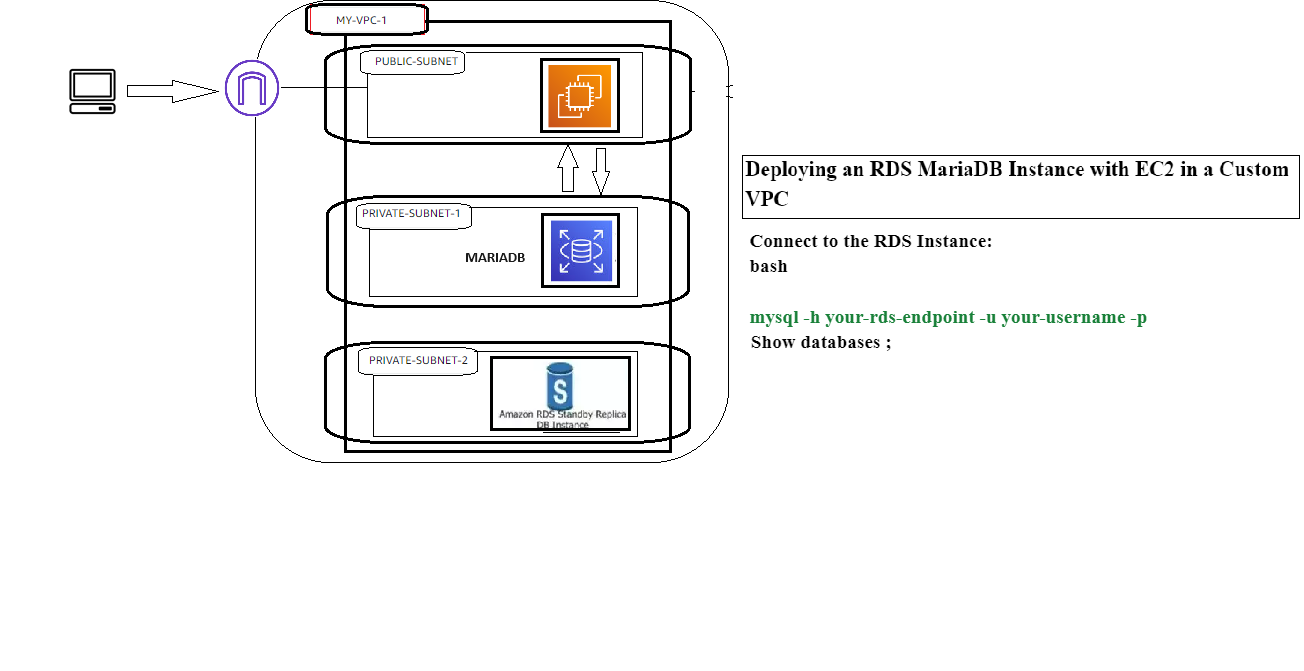 MY-VPC-1
PUBLIC-SUBNET
PRIVATE-SUBNET-1
MARIADB
PRIVATE-SUBNET-2
S
Amazon RDS Standby Replica
DB Instance
Deploying an RDS MariaDB Instance with EC2 in a Custom
VPC
Connect to the RDS Instance:
bash
mysql -h your-rds-endpoint -u your-username -p
Show databases ;